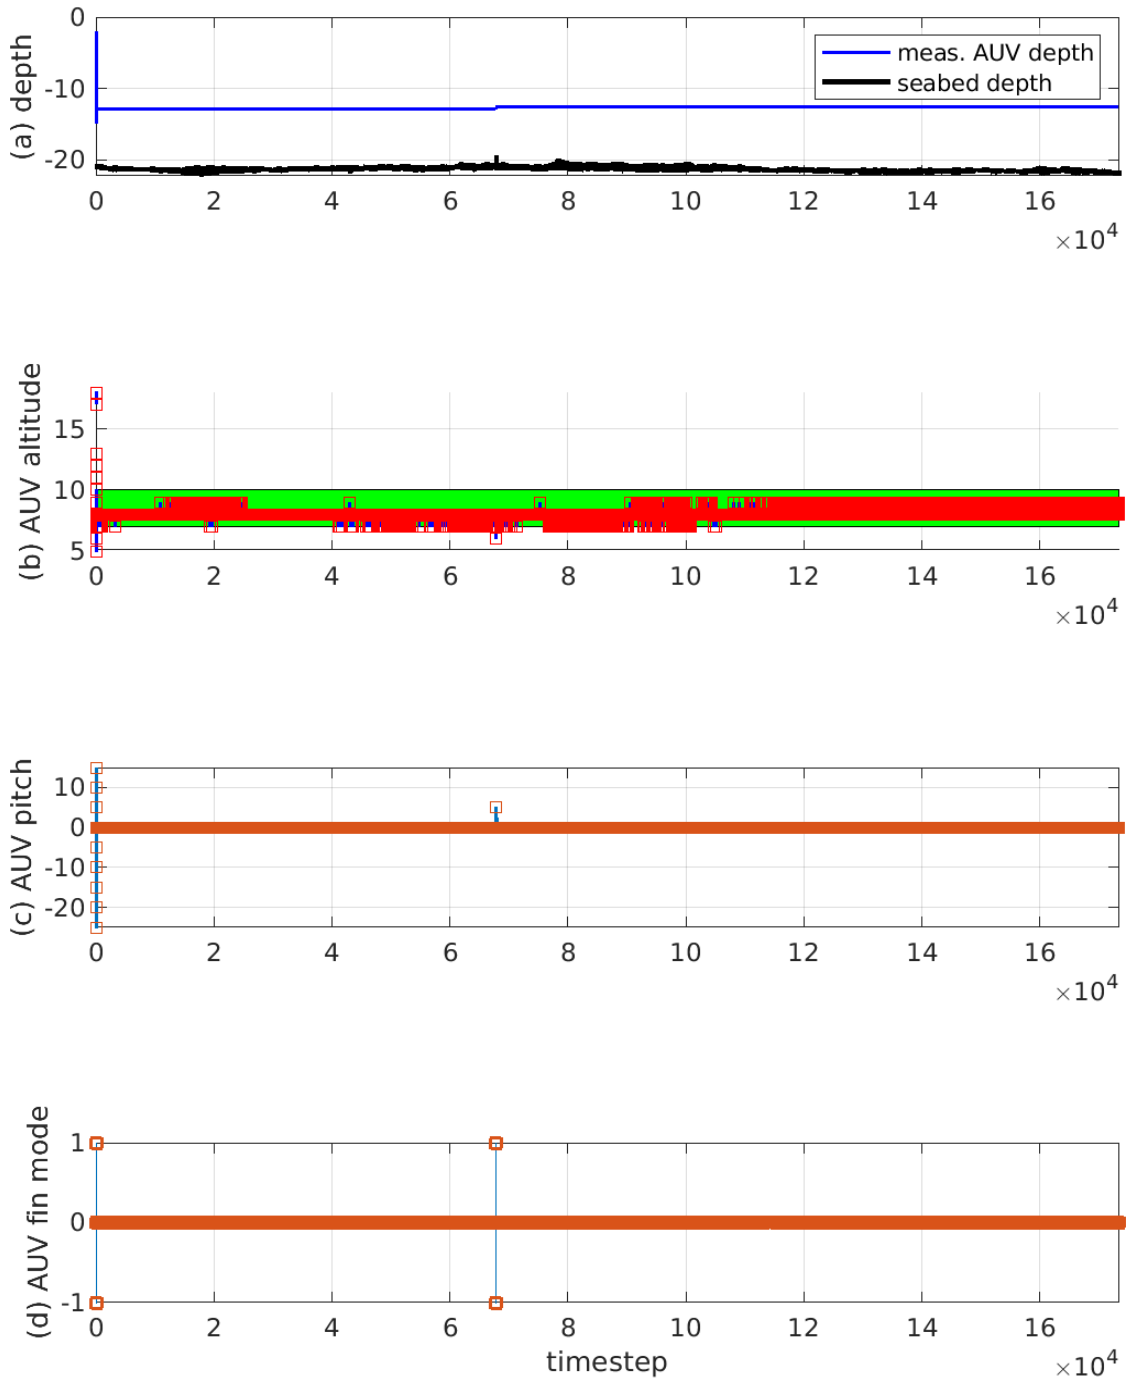 (a) depth
0
-10
-20
meas. AUV depth
seabed depth
0 2 4 6 8 10 12 14 16
×10^4
(b) AUV altitude
15
10
5
0 2 4 6 8 10 12 14 16
×10^4
(c) AUV pitch
10
0
-10
-20
0 2 4 6 8 10 12 14 16
×10^4
(d) AUV fin mode
1
0
-1
0 2 4 6 8 10 12 14 16
timestep
×10^4